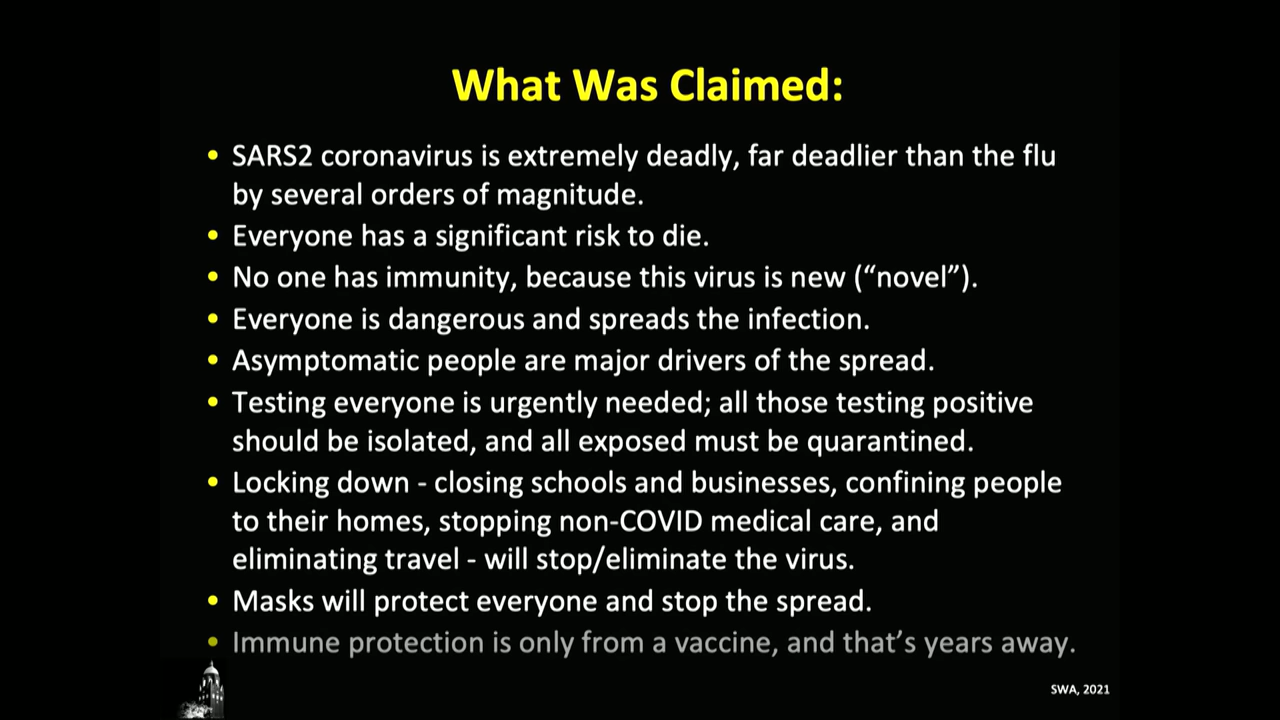 What Was Claimed:
• SARS2 coronavirus is extremely deadly, far deadlier than the flu
by several orders of magnitude.
• Everyone has a significant risk to die.
• No one has immunity, because this virus is new (“novel”).
• Everyone is dangerous and spreads the infection.
• Asymptomatic people are major drivers of the spread.
• Testing everyone is urgently needed; all those testing positive
should be isolated, and all exposed must be quarantined.
• Locking down - closing schools and businesses, confining people
to their homes, stopping non-COVID medical care, and
eliminating travel - will stop/eliminate the virus.
• Masks will protect everyone and stop the spread.
• Immune protection is only from a vaccine, and that’s years away.
SWA, 2021